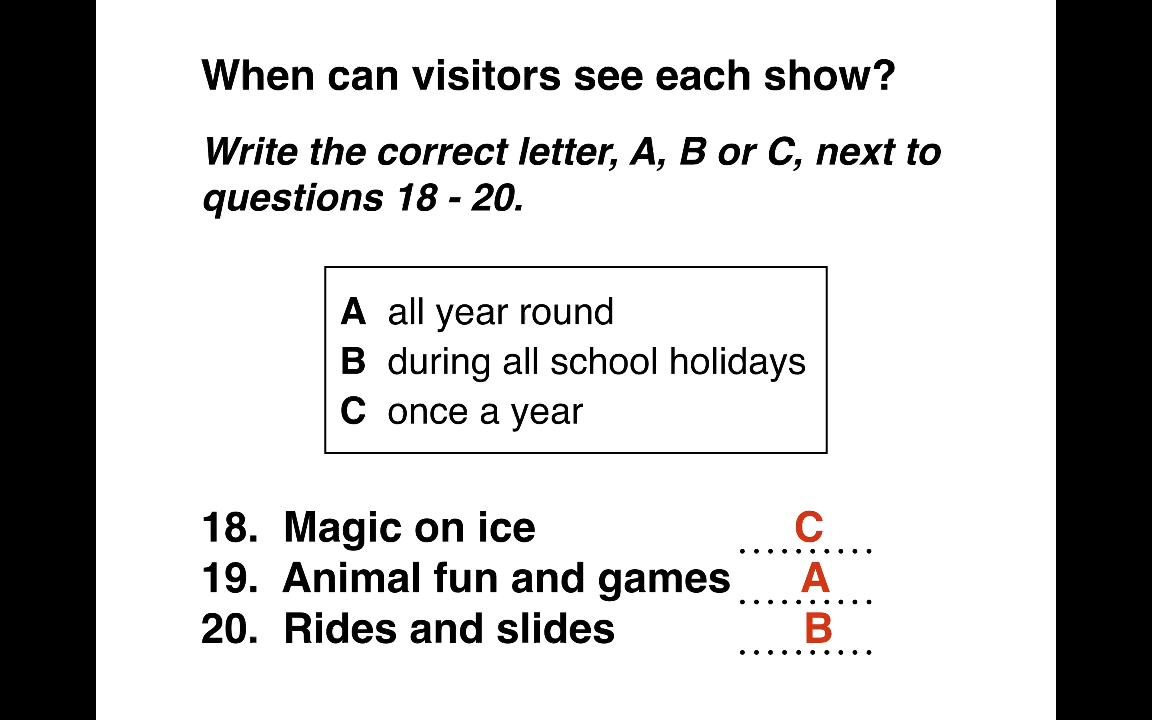 When can visitors see each show?
Write the correct letter, A, B or C, next to
questions 18 - 20.
A all year round
B during all school holidays
C once a year
18. Magic on ice .......... C
19. Animal fun and games .......... A
20. Rides and slides .......... B